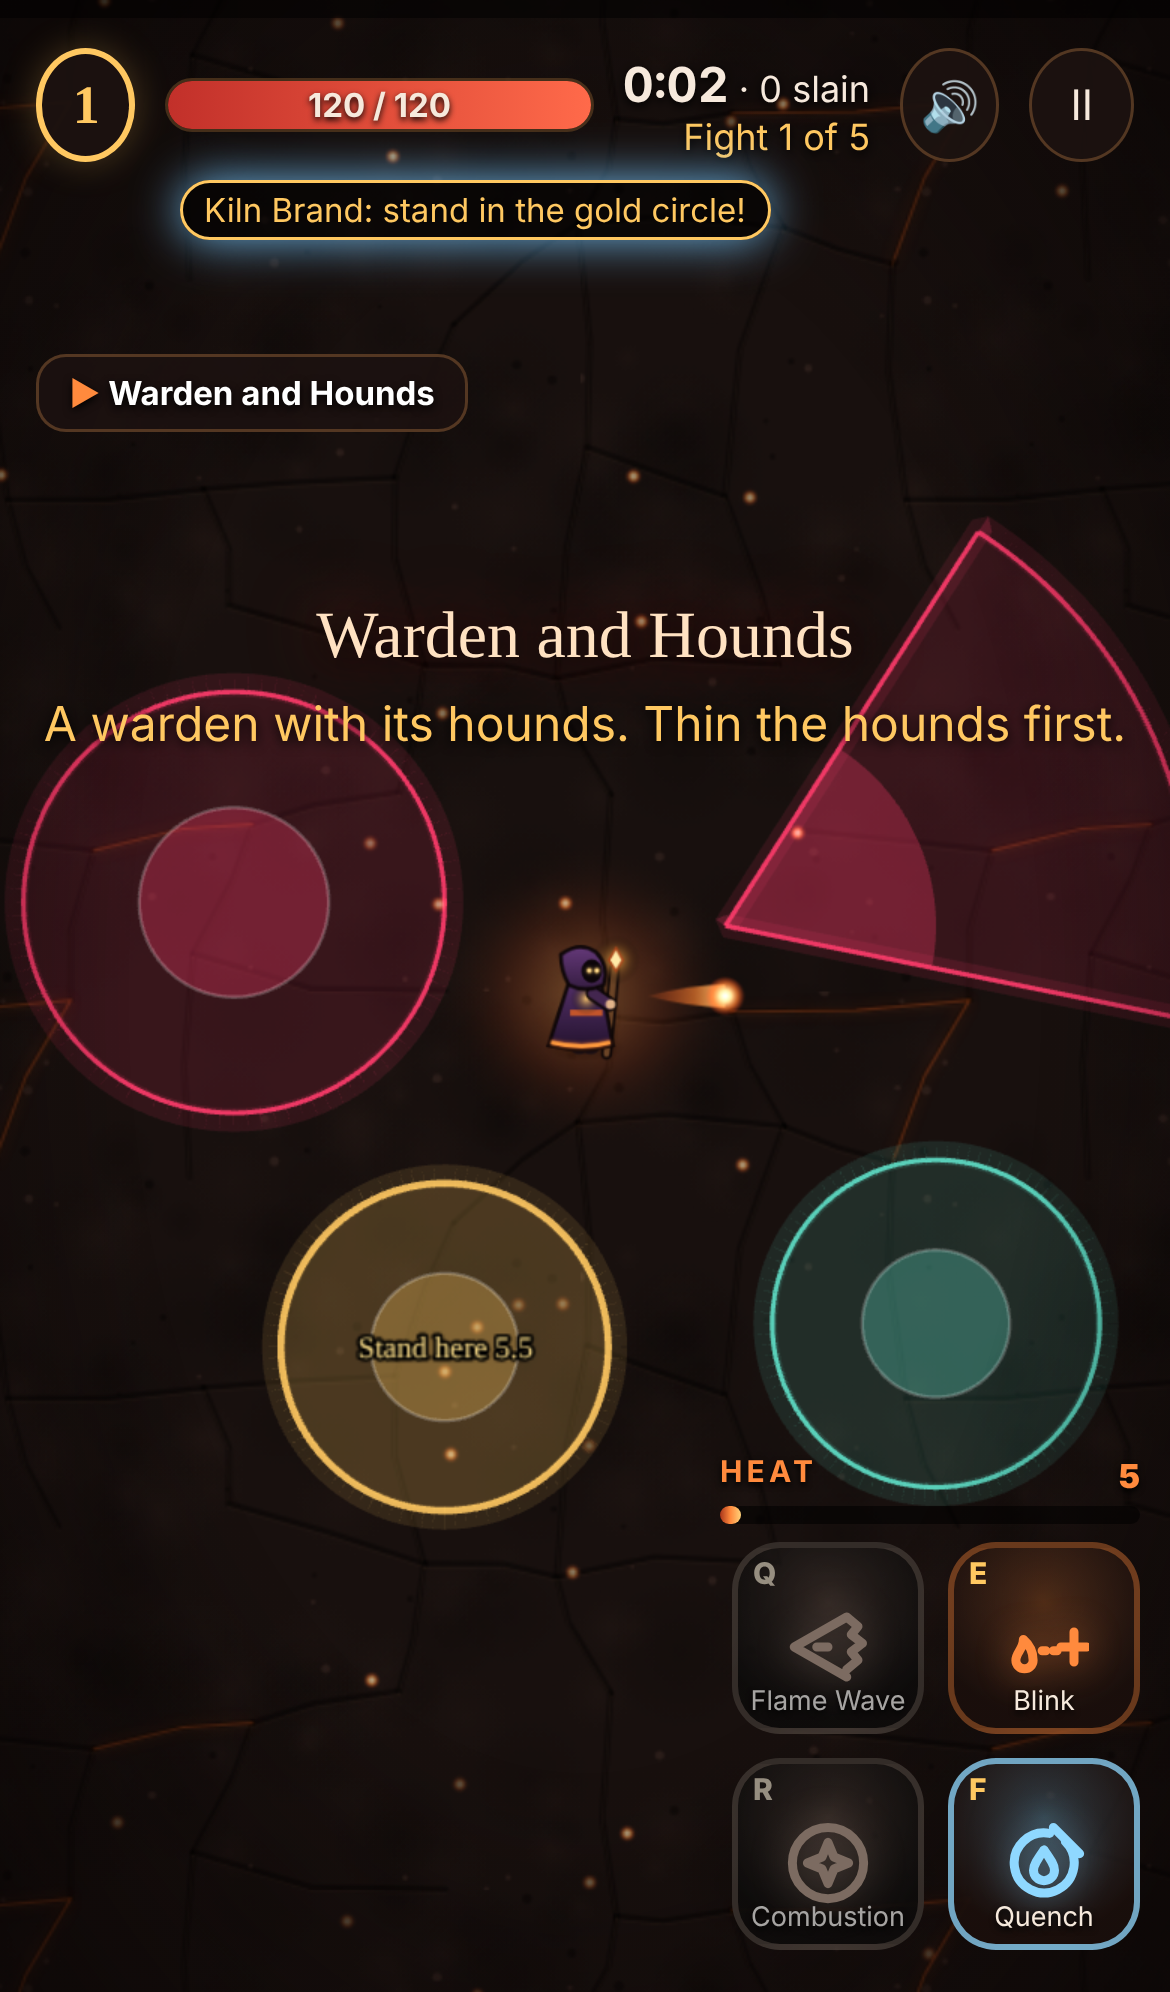 1
120 / 120
0:02 · 0 slain
Fight 1 of 5
Kiln Brand: stand in the gold circle!
Warden and Hounds
Warden and Hounds
A warden with its hounds. Thin the hounds first.
Stand here 5.5
HEAT 5
Q
Flame Wave
E
Blink
R
Combustion
F
Quench